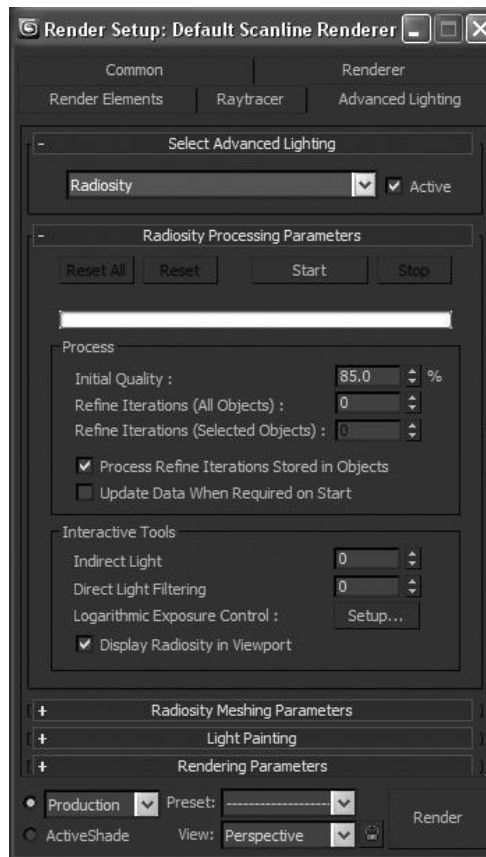 Render Setup: Default Scanline Renderer
Common Renderer
Render Elements Raytracer Advanced Lighting
- Select Advanced Lighting
Radiosity Active
- Radiosity Processing Parameters
Reset All Reset Start Stop
Process
Initial Quality : 85.0 %
Refine Iterations (All Objects) : 0
Refine Iterations (Selected Objects) : 0
Process Refine Iterations Stored in Objects
Update Data When Required on Start
Interactive Tools
Indirect Light 0
Direct Light Filtering 0
Logarithmic Exposure Control : Setup...
Display Radiosity in Viewport
+ Radiosity Meshing Parameters
+ Light Painting
+ Rendering Parameters
Production Preset: --------------------
ActiveShade View: Perspective Render